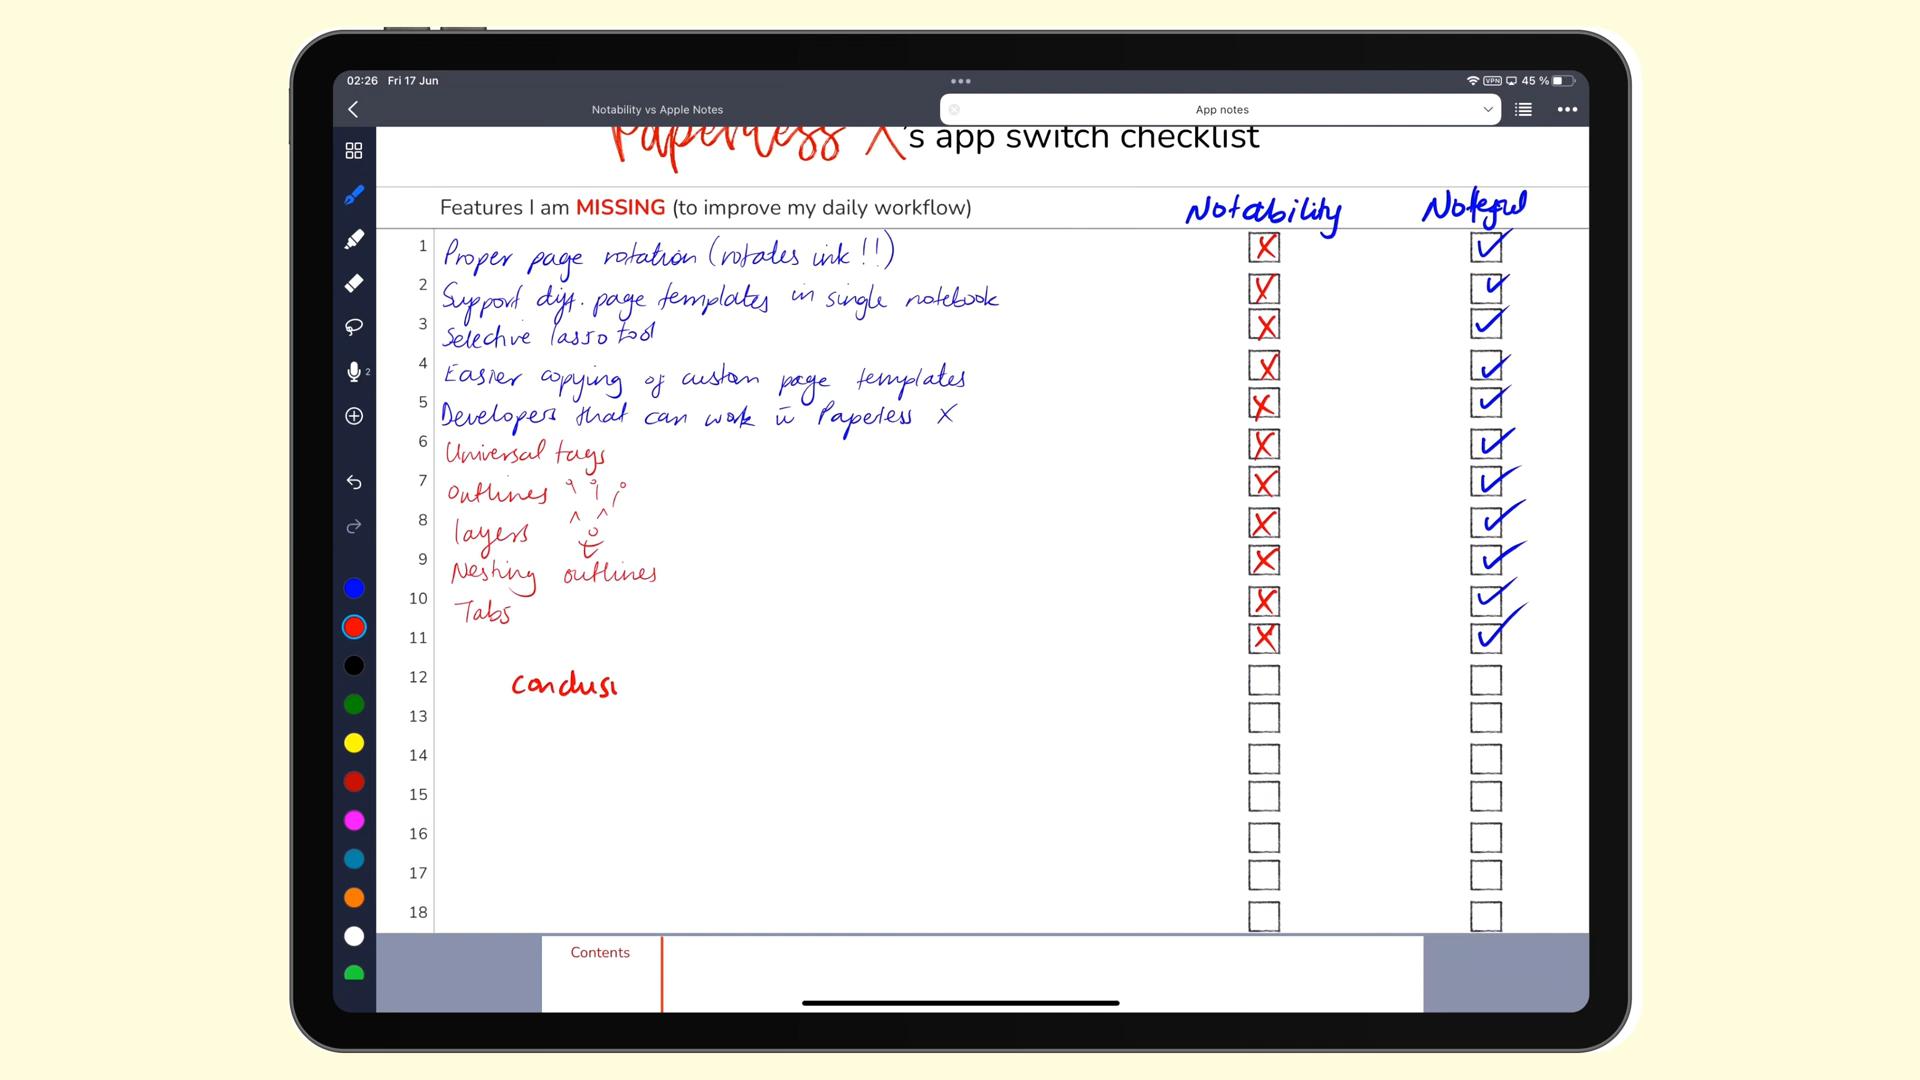 02:26 Fri 17 Jun
VPN 45 %
Notability vs Apple Notes
App notes
Paperless X's app switch checklist
Features I am MISSING (to improve my daily workflow) Notability Noteful
1 Proper page rotation (rotates ink !!)
2 Support diff. page templates in single notebook
3 Selective lasso tool
4 Easier copying of custom page templates
5 Developers that can work w Paperless X
6 Universal tags
7 Outlines
8 layers
9 Nesting outlines
10 Tabs
11
12 conclusi
13
14
15
16
17
18
2
Contents